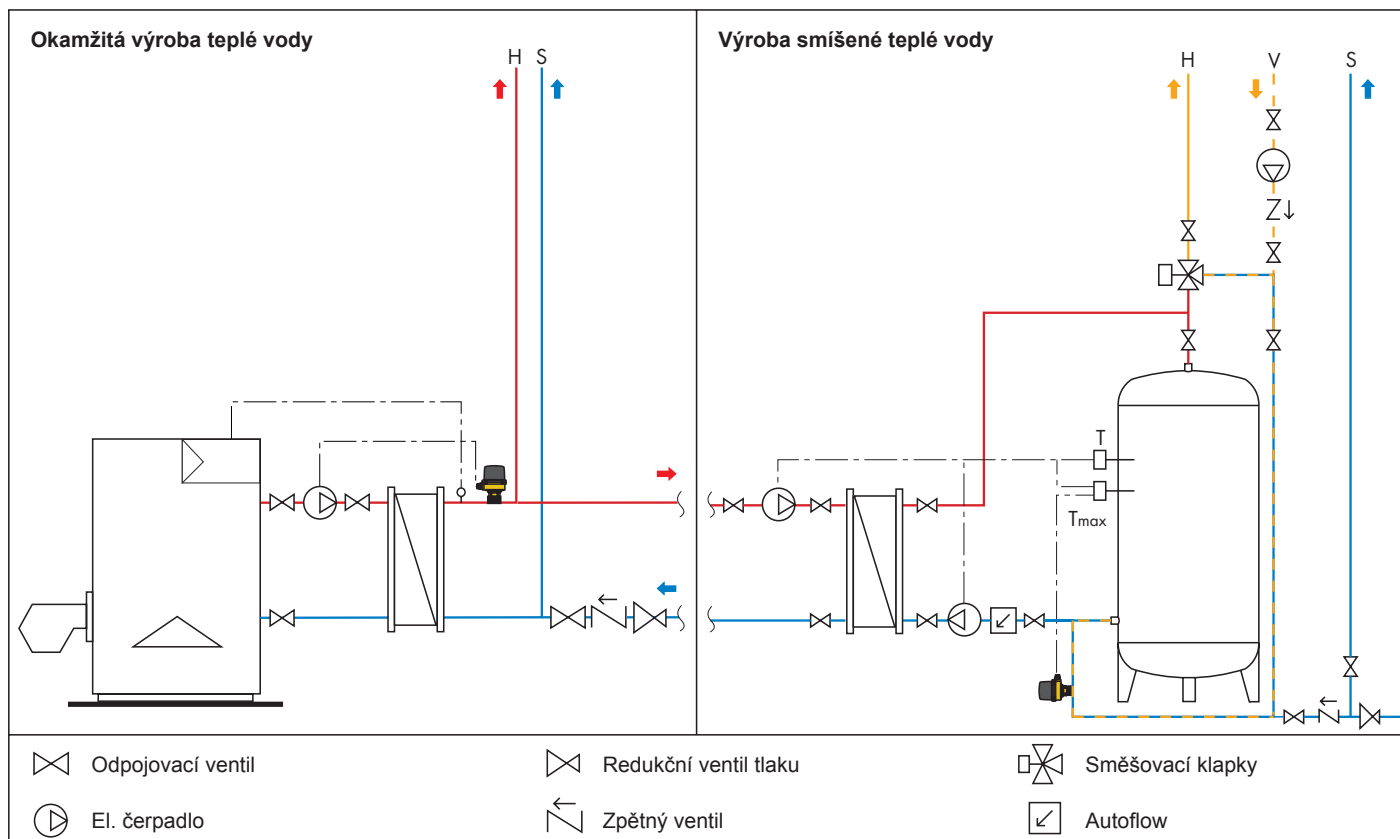 Okamžitá výroba teplé vody
H S
Výroba smíšené teplé vody
H V S
T
Tmax
Odpojovací ventil
Redukční ventil tlaku
Směšovací klapky
El. čerpadlo
Zpětný ventil
Autoflow